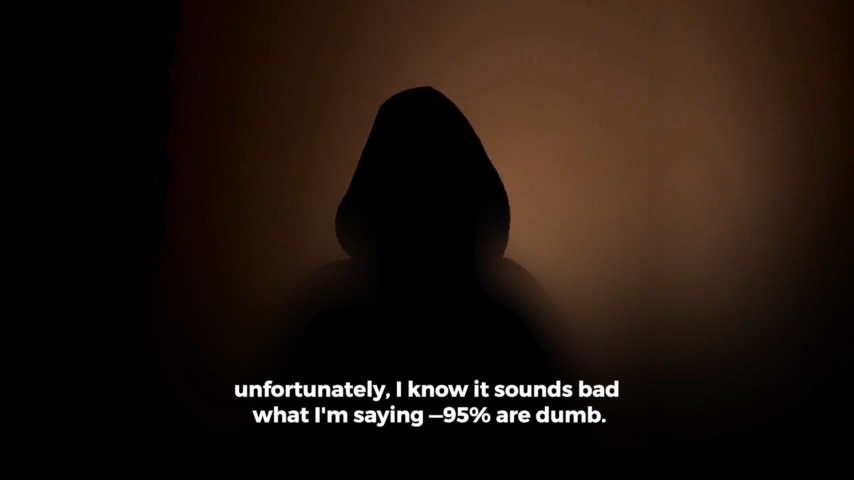 unfortunately, I know it sounds bad
what I'm saying —95% are dumb.